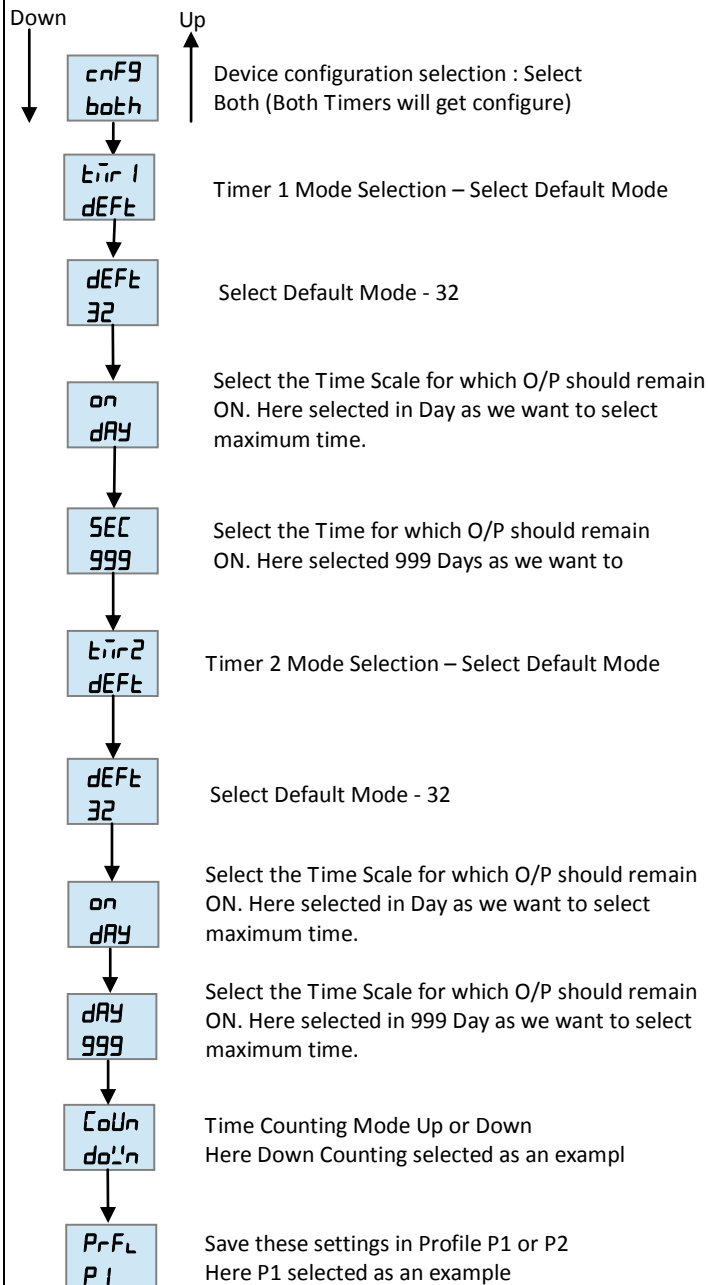 Down
Up
cnF9
both
Device configuration selection : Select
Both (Both Timers will get configure)
tmr 1
dEFt
Timer 1 Mode Selection – Select Default Mode
dEFt
32
Select Default Mode - 32
on
dAY
Select the Time Scale for which O/P should remain
ON. Here selected in Day as we want to select
maximum time.
SEC
999
Select the Time for which O/P should remain
ON. Here selected 999 Days as we want to
tmr2
dEFt
Timer 2 Mode Selection – Select Default Mode
dEFt
32
Select Default Mode - 32
on
dAY
Select the Time Scale for which O/P should remain
ON. Here selected in Day as we want to select
maximum time.
dAY
999
Select the Time Scale for which O/P should remain
ON. Here selected in 999 Day as we want to select
maximum time.
CoUn
doWn
Time Counting Mode Up or Down
Here Down Counting selected as an exampl
PrFL
P1
Save these settings in Profile P1 or P2
Here P1 selected as an example